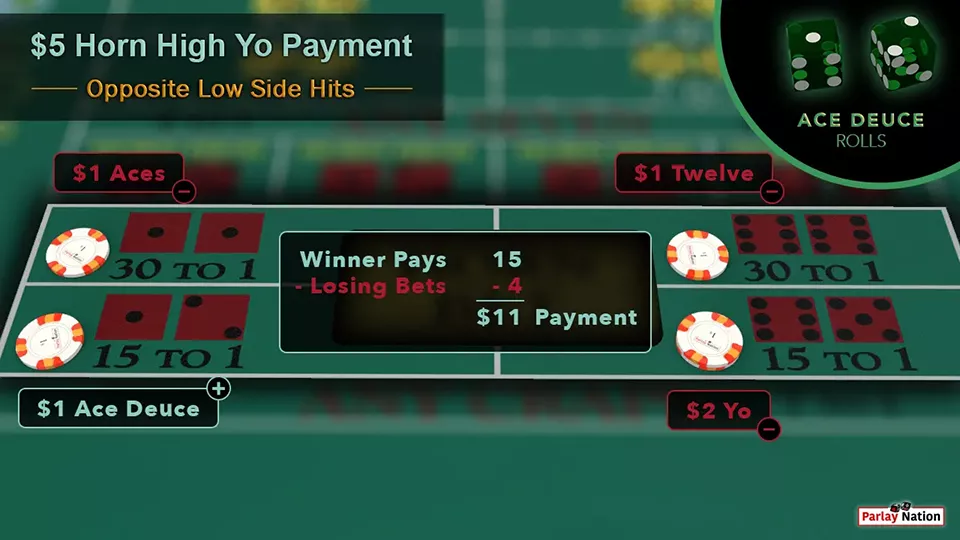 $5 Horn High Yo Payment
Opposite Low Side Hits
ACE DEUCE
ROLLS
$1 Aces
$1 Twelve
30 TO 1
30 TO 1
Winner Pays 15
- Losing Bets - 4
$11 Payment
15 TO 1
15 TO 1
$1 Ace Deuce
$2 Yo
Parlay Nation